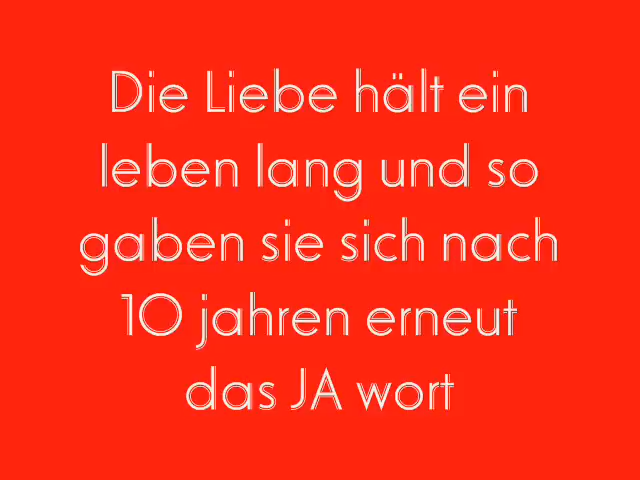 Die Liebe hält ein
leben lang und so
gaben sie sich nach
10 jahren erneut
das JA wort